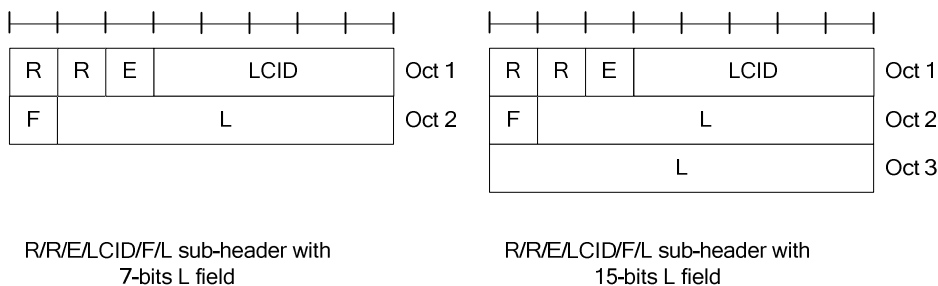 R R E LCID Oct 1
F L Oct 2
R/R/E/LCID/F/L sub-header with
7-bits L field
R R E LCID Oct 1
F L Oct 2
L Oct 3
R/R/E/LCID/F/L sub-header with
15-bits L field